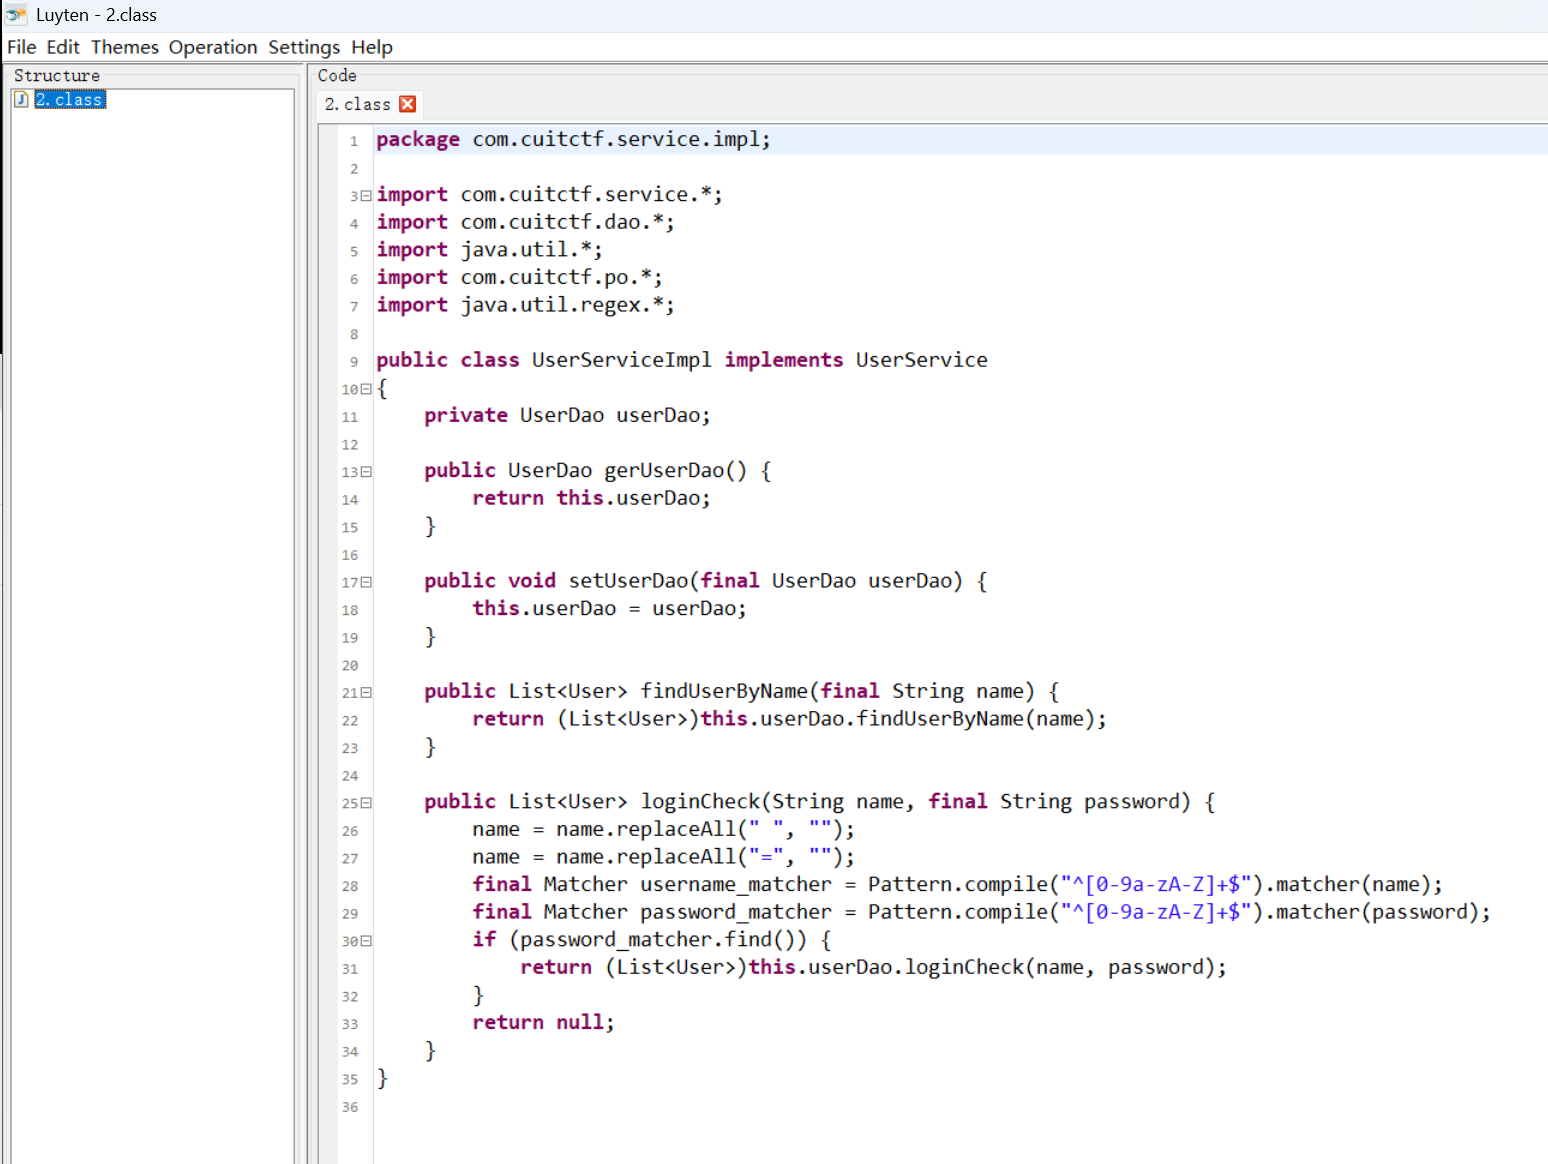 Luyten - 2.class
File Edit Themes Operation Settings Help
Structure
2.class
Code
2.class
1 package com.cuitctf.service.impl;
2
3 import com.cuitctf.service.*;
4 import com.cuitctf.dao.*;
5 import java.util.*;
6 import com.cuitctf.po.*;
7 import java.util.regex.*;
8
9 public class UserServiceImpl implements UserService
10 {
11     private UserDao userDao;
12
13     public UserDao gerUserDao() {
14         return this.userDao;
15     }
16
17     public void setUserDao(final UserDao userDao) {
18         this.userDao = userDao;
19     }
20
21     public List<User> findUserByName(final String name) {
22         return (List<User>)this.userDao.findUserByName(name);
23     }
24
25     public List<User> loginCheck(String name, final String password) {
26         name = name.replaceAll(" ", "");
27         name = name.replaceAll("=", "");
28         final Matcher username_matcher = Pattern.compile("^[0-9a-zA-Z]+$").matcher(name);
29         final Matcher password_matcher = Pattern.compile("^[0-9a-zA-Z]+$").matcher(password);
30         if (password_matcher.find()) {
31             return (List<User>)this.userDao.loginCheck(name, password);
32         }
33         return null;
34     }
35 }
36